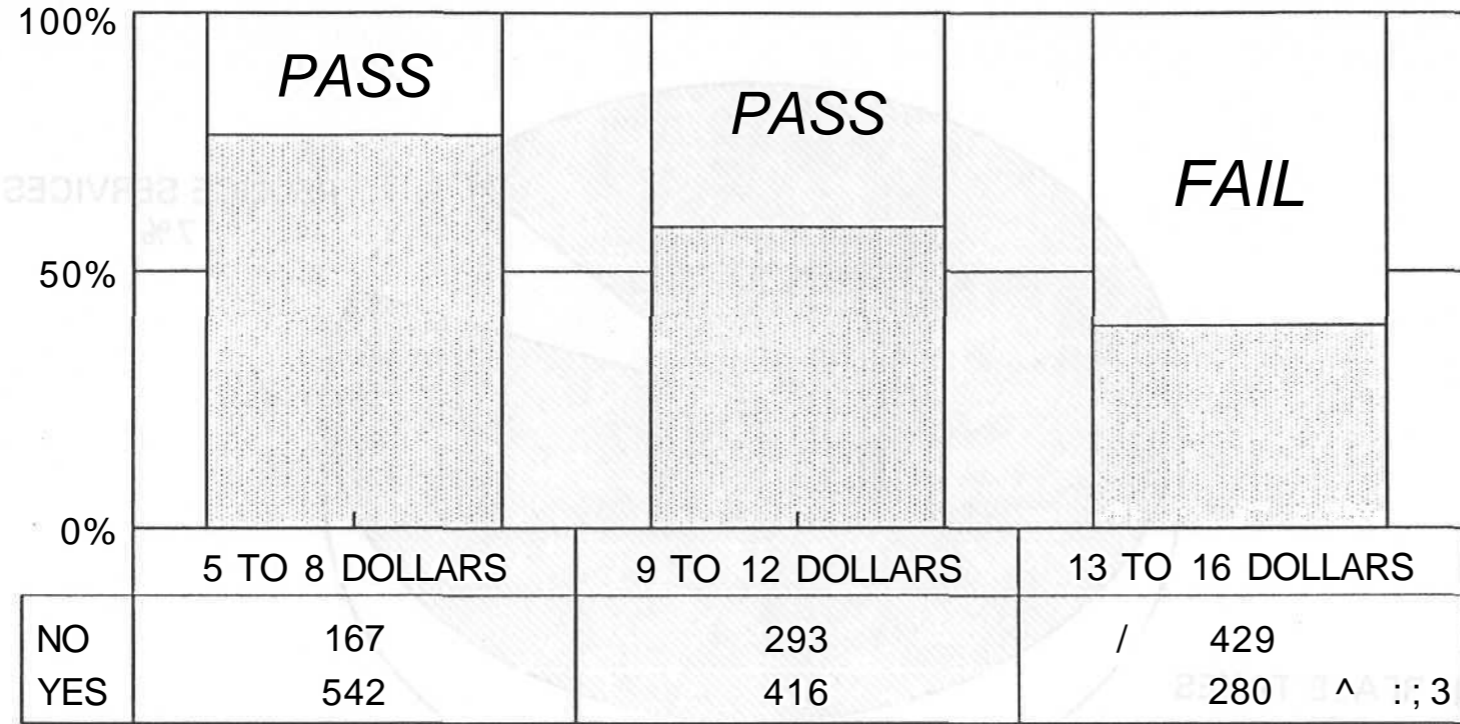 100%
PASS
PASS
FAIL
50%
0%
5 TO 8 DOLLARS 9 TO 12 DOLLARS 13 TO 16 DOLLARS
NO 167 293 / 429
YES 542 416 280 ^ :; 3